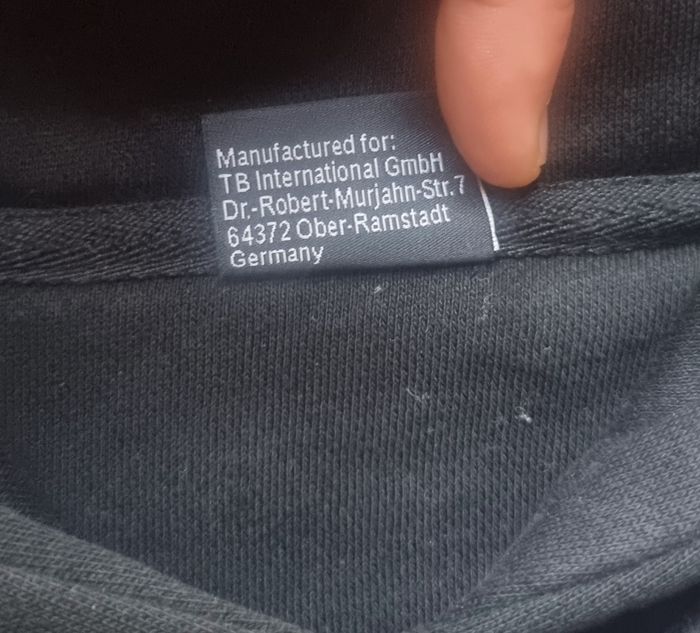 Manufactured for:
TB International GmbH
Dr.-Robert-Murjahn-Str.7
64372 Ober-Ramstadt
Germany